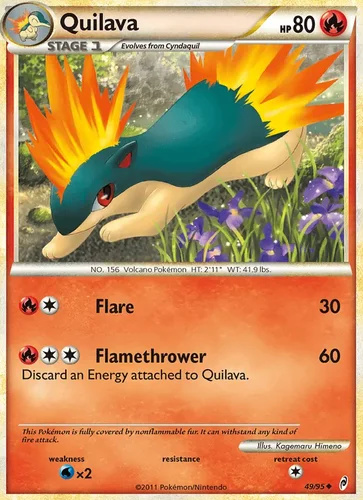 Quilava
HP 80
STAGE 1
Evolves from Cyndaquil
NO. 156 Volcano Pokémon HT: 2'11" WT: 41.9 lbs.
Flare 30
Flamethrower 60
Discard an Energy attached to Quilava.
This Pokémon is fully covered by nonflammable fur. It can withstand any kind of
fire attack.
Illus. Kagemaru Himeno
weakness resistance retreat cost
×2
©2011 Pokémon/Nintendo 49/95